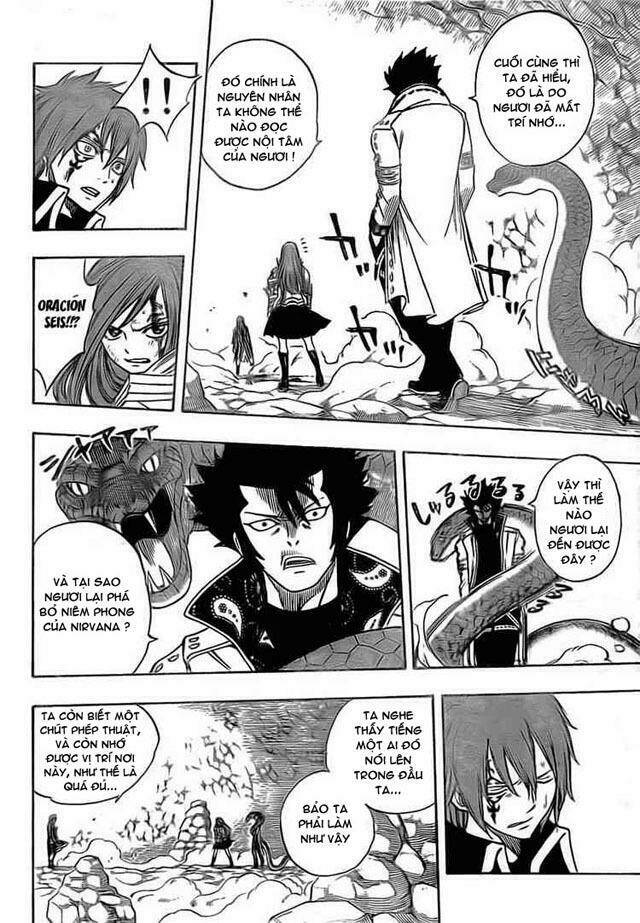 CUỐI CÙNG THÌ
TA ĐÃ HIỂU,
ĐÓ LÀ DO
NGƯƠI ĐÃ MẤT
TRÍ NHỚ...
ĐÓ CHÍNH LÀ
NGUYÊN NHÂN
TA KHÔNG THỂ
NÀO ĐỌC
ĐƯỢC NỘI TÂM
CỦA NGƯƠI !
!!
ORACIÓN
SEIS!!?
VẬY THÌ
LÀM THẾ
NÀO
NGƯƠI LẠI
ĐẾN ĐƯỢC
ĐÂY ?
VÀ TẠI SAO
NGƯƠI LẠI PHÁ
BỎ NIÊM PHONG
CỦA NIRVANA ?
TA NGHE
THẤY TIẾNG
MỘT AI ĐÓ
NÓI LÊN
TRONG ĐẦU
TA...
BẢO TA
PHẢI LÀM
NHƯ VẬY
TA CÒN BIẾT MỘT
CHÚT PHÉP THUẬT,
VÀ CÒN NHỚ
ĐƯỢC VỊ TRÍ NƠI
NÀY, NHƯ THẾ LÀ
QUÁ ĐỦ...